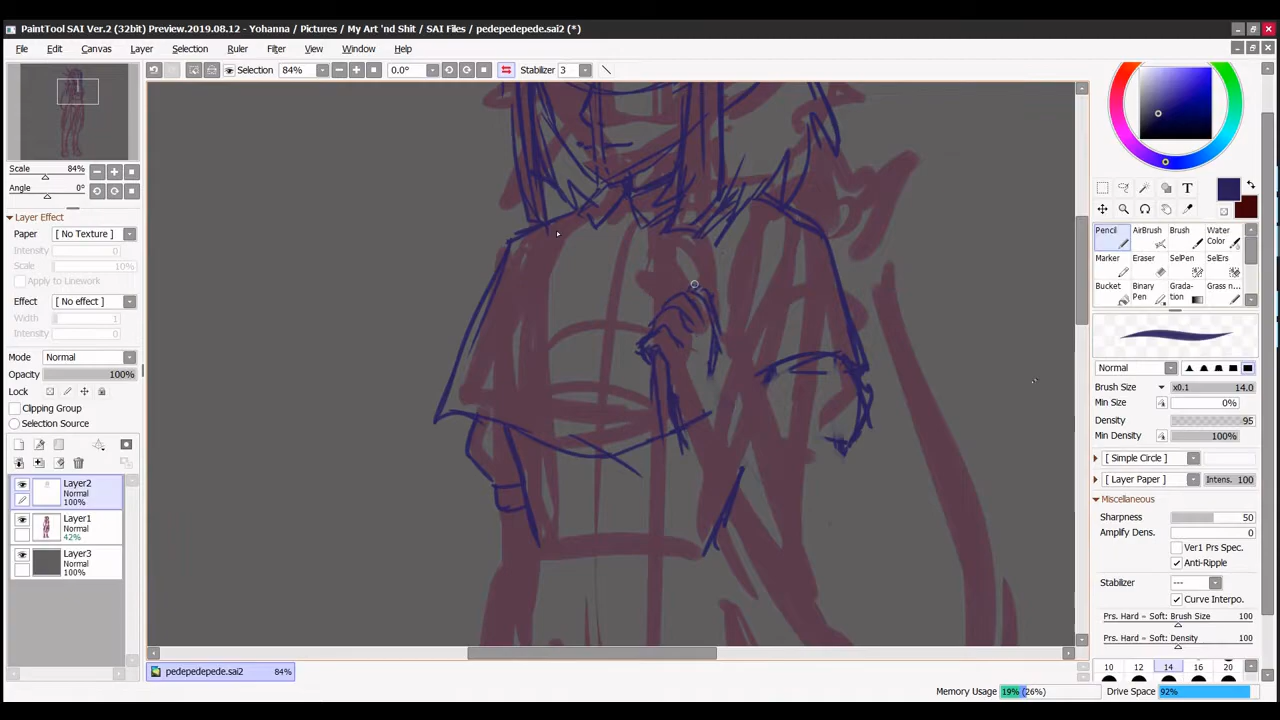 PaintTool SAI Ver.2 (32bit) Preview.2019.08.12 - Yohanna / Pictures / My Art 'nd Shit / SAI Files / pedepedepede.sai2 (*)
File Edit Canvas Layer Selection Ruler Filter View Window Help
Selection 84% 0.0° Stabilizer 3
Scale 84%
Angle 0°
Layer Effect
Paper [ No Texture ]
Intensity 0
Scale 10%
Apply to Linework
Effect [ No effect ]
Width 1
Intensity 0
Mode Normal
Opacity 100%
Lock
Clipping Group
Selection Source
Layer2
Normal
100%
Layer1
Normal
42%
Layer3
Normal
100%
T
Pencil AirBrush Brush Water Color
Marker Eraser SelPen SelErs
Bucket Binary Pen Gradation Grass n...
Normal
Brush Size x0.1 14.0
Min Size 0%
Density 95
Min Density 100%
[ Simple Circle ]
[ Layer Paper ] Intens. 100
Miscellaneous
Sharpness 50
Amplify Dens. 0
Ver1 Prs Spec.
Anti-Ripple
Stabilizer ---
Curve Interpo.
Prs. Hard ⇔ Soft: Brush Size 100
Prs. Hard ⇔ Soft: Density 100
10 12 14 16 20
pedepedepede.sai2 84%
Memory Usage 19% (26%) Drive Space 92%